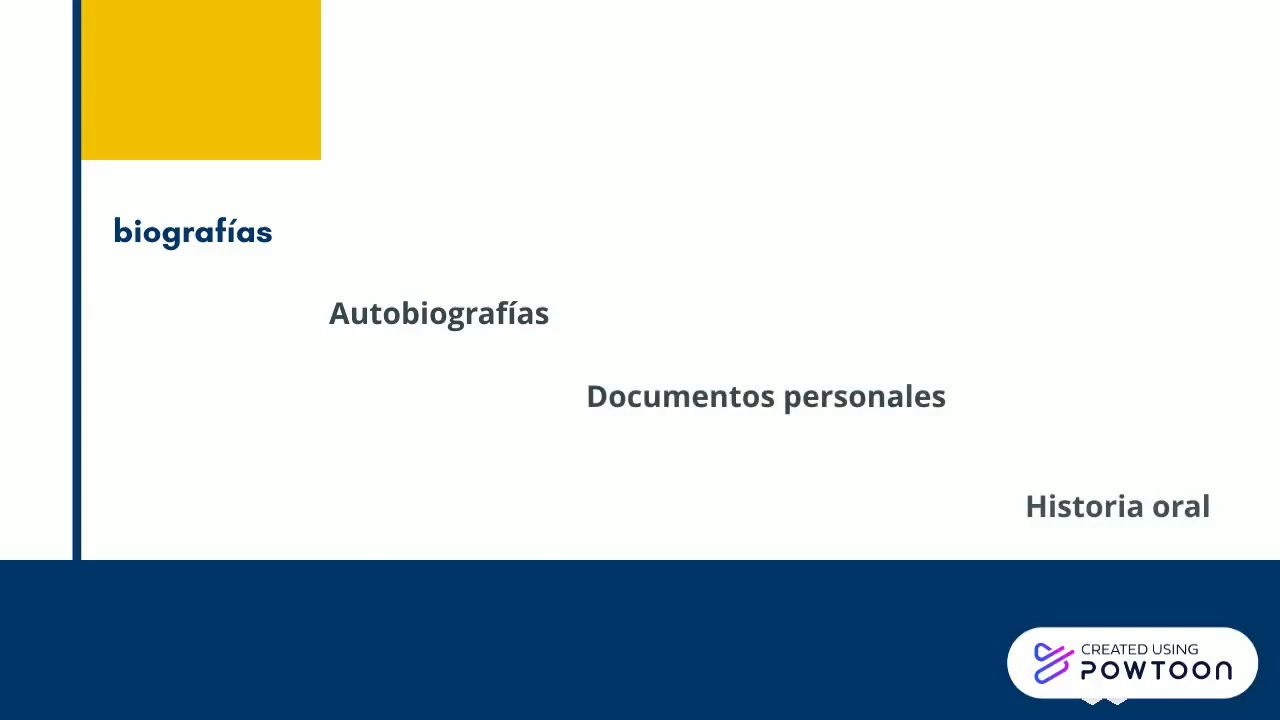 biografías
Autobiografías
Documentos personales
Historia oral
CREATED USING
POWTOON